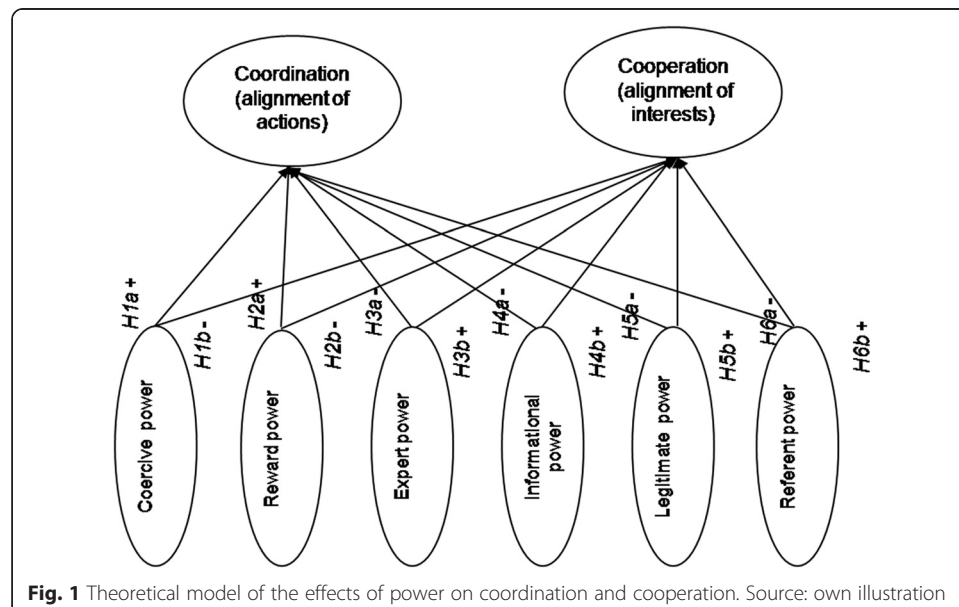 Coordination
(alignment of
actions)
Cooperation
(alignment of
interests)
H1a +
H1b -
H2a +
H2b -
H3a -
H3b +
H4a -
H4b +
H5a -
H5b +
H6a -
H6b +
Coercive power
Reward power
Expert power
Informational
power
Legitimate power
Referent power
Fig. 1 Theoretical model of the effects of power on coordination and cooperation. Source: own illustration